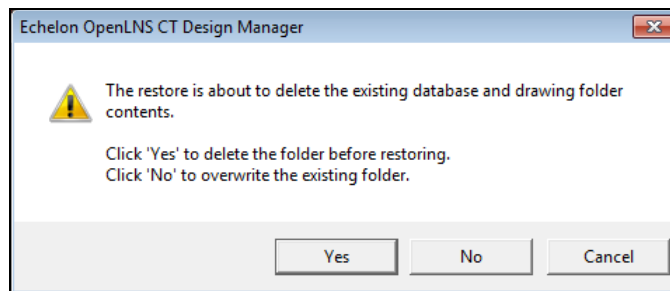 Echelon OpenLNS CT Design Manager
The restore is about to delete the existing database and drawing folder
contents.
Click 'Yes' to delete the folder before restoring.
Click 'No' to overwrite the existing folder.
Yes
No
Cancel